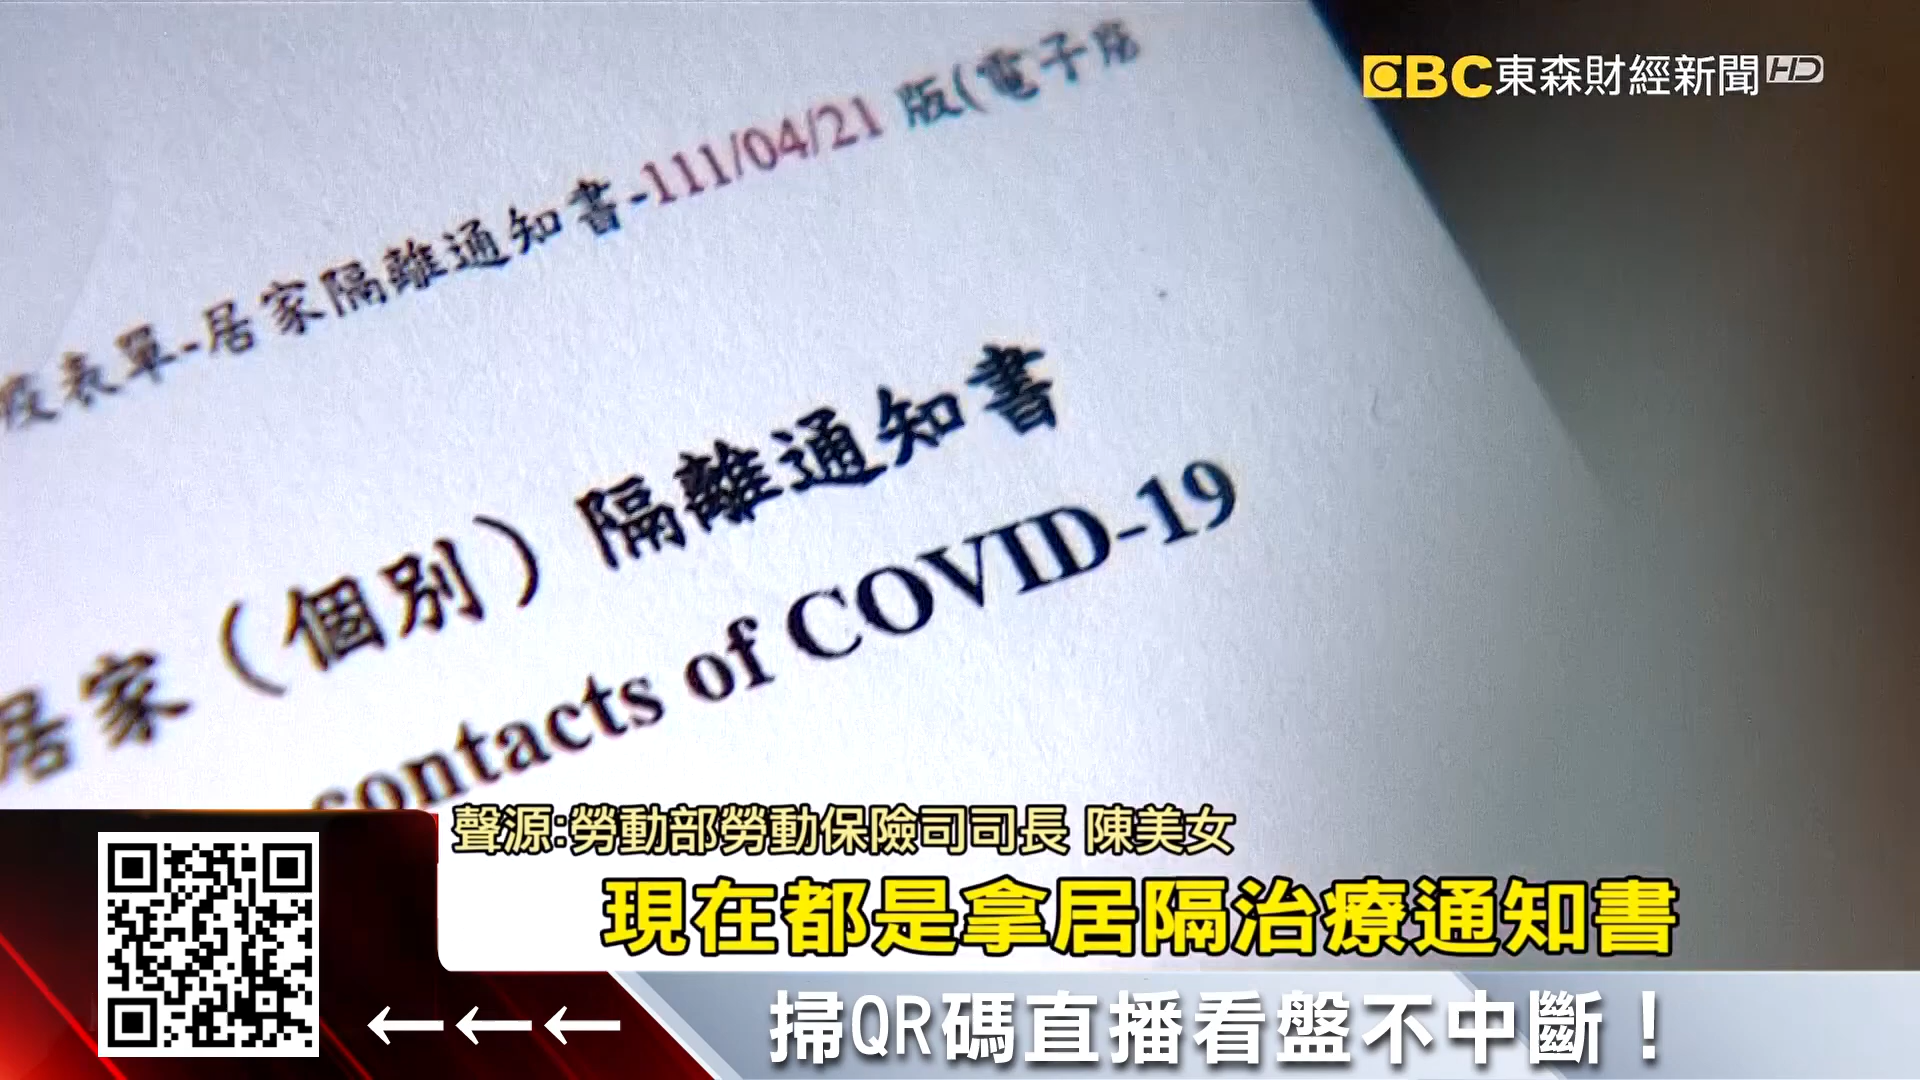 EBC東森財經新聞HD
疫表單-居家隔離通知書-111/04/21 版(電子
居家（個別）隔離通知書
contacts of COVID-19
聲源:勞動部勞動保險司司長 陳美女
現在都是拿居隔治療通知書
←←← 掃QR碼直播看盤不中斷！